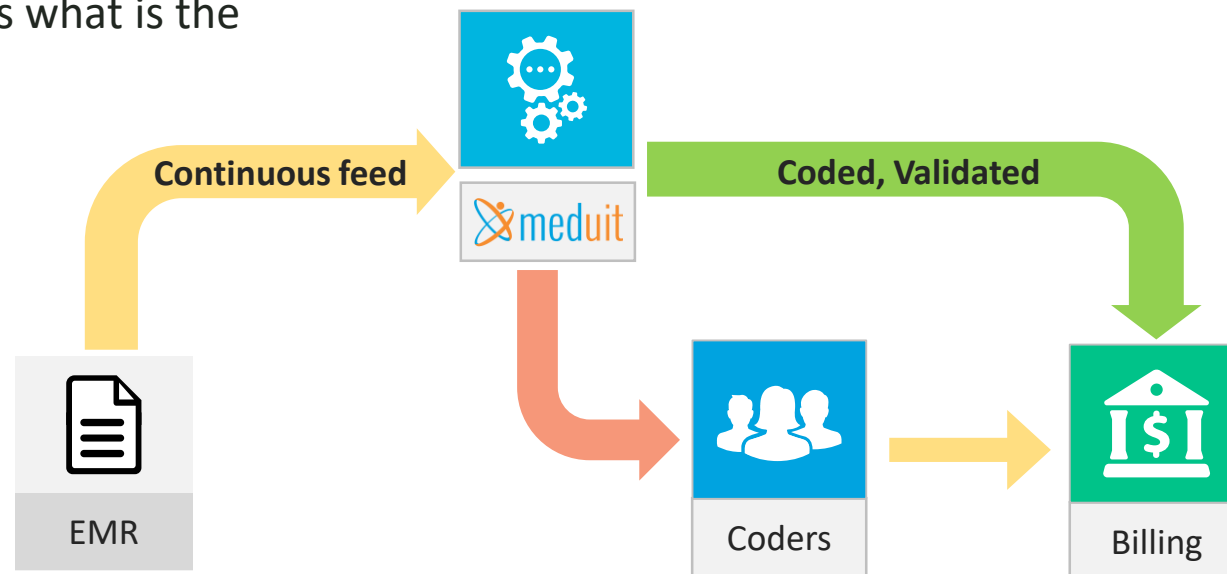 s what is the
Continuous feed
Coded, Validated
meduit
EMR
Coders
Billing
$